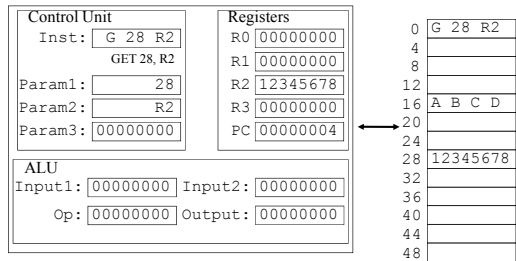 Control Unit
Inst: G 28 R2
GET 28, R2
Param1: 28
Param2: R2
Param3: 00000000
Registers
R0 00000000
R1 00000000
R2 12345678
R3 00000000
PC 00000004
ALU
Input1: 00000000 Input2: 00000000
Op: 00000000 Output: 00000000
0 G 28 R2
4
8
12
16 A B C D
20
24
28 12345678
32
36
40
44
48